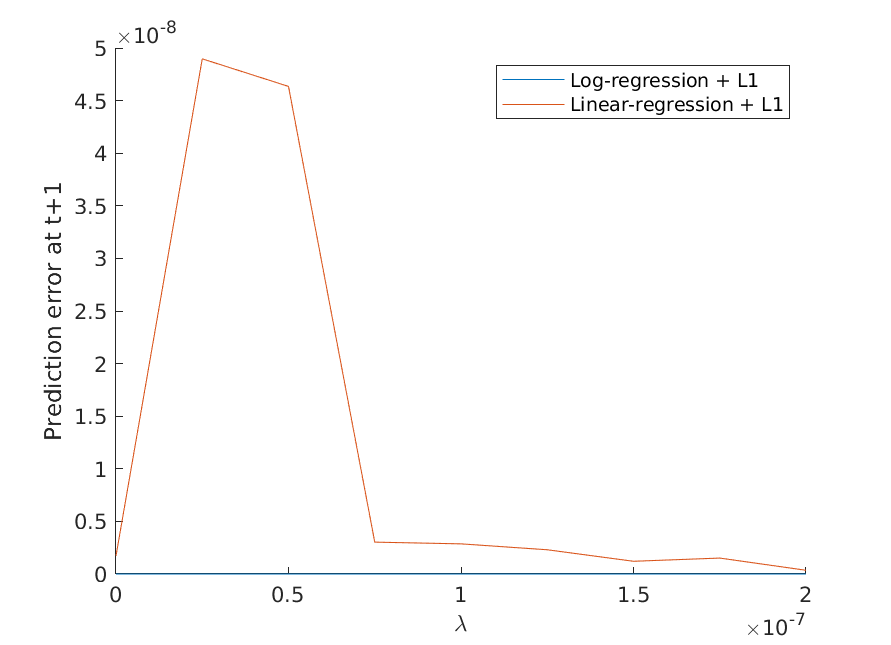 ×10-8
5
4.5
4
3.5
3
2.5
2
1.5
1
0.5
0
Prediction error at t+1
Log-regression + L1
Linear-regression + L1
0 0.5 1 1.5 2
λ
×10-7